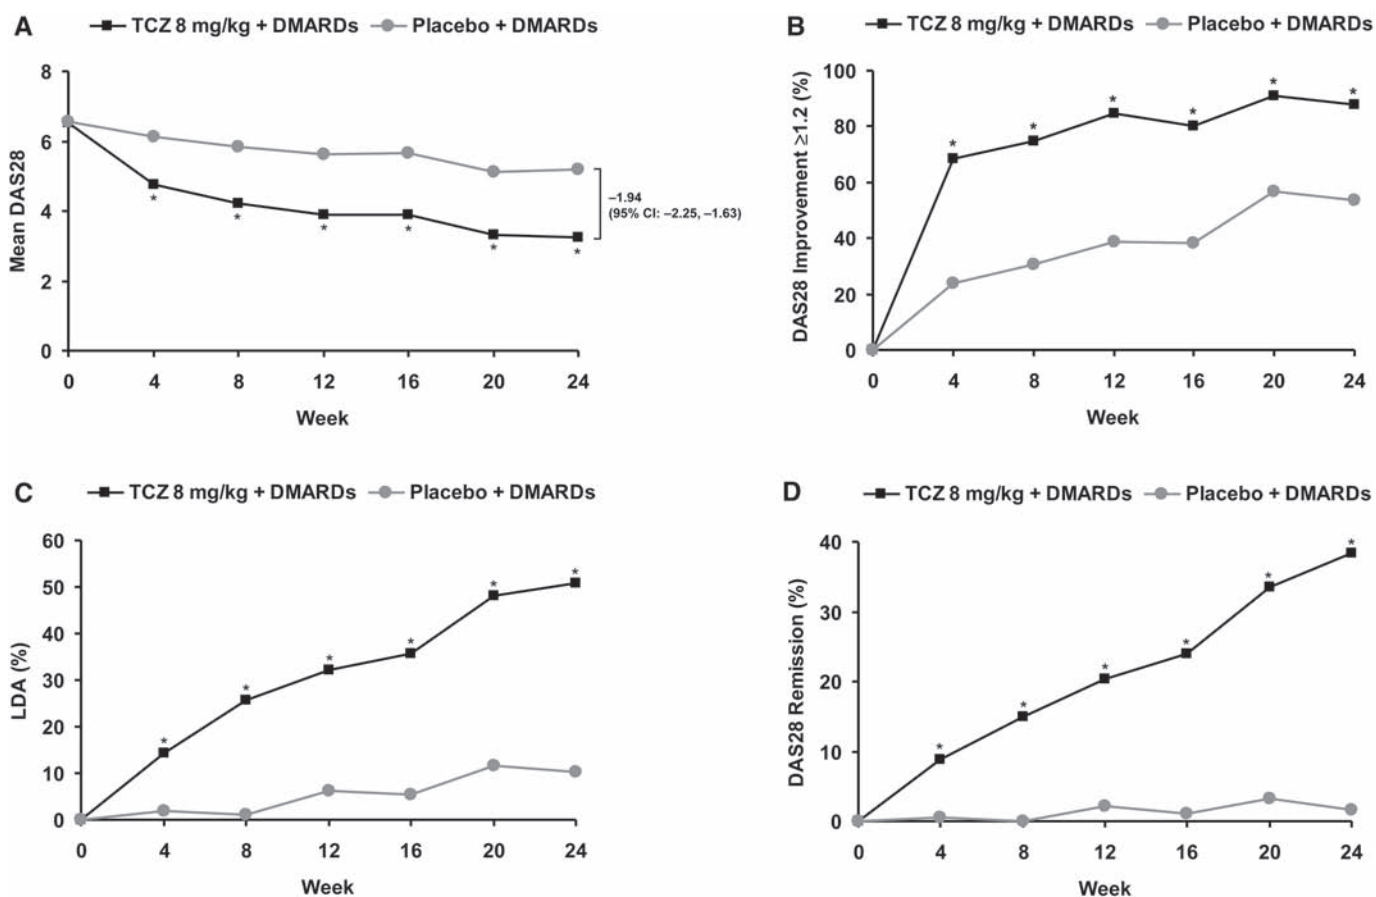 A
TCZ 8 mg/kg + DMARDs
Placebo + DMARDs
8
6
4
2
0
Mean DAS28
*
*
*
*
*
*
–1.94
(95% CI: –2.25, –1.63)
0 4 8 12 16 20 24
Week
B
TCZ 8 mg/kg + DMARDs
Placebo + DMARDs
100
80
60
40
20
0
DAS28 Improvement ≥1.2 (%)
*
*
*
*
*
*
0 4 8 12 16 20 24
Week
C
TCZ 8 mg/kg + DMARDs
Placebo + DMARDs
60
50
40
30
20
10
0
LDA (%)
*
*
*
*
*
*
0 4 8 12 16 20 24
Week
D
TCZ 8 mg/kg + DMARDs
Placebo + DMARDs
40
30
20
10
0
DAS28 Remission (%)
*
*
*
*
*
*
0 4 8 12 16 20 24
Week